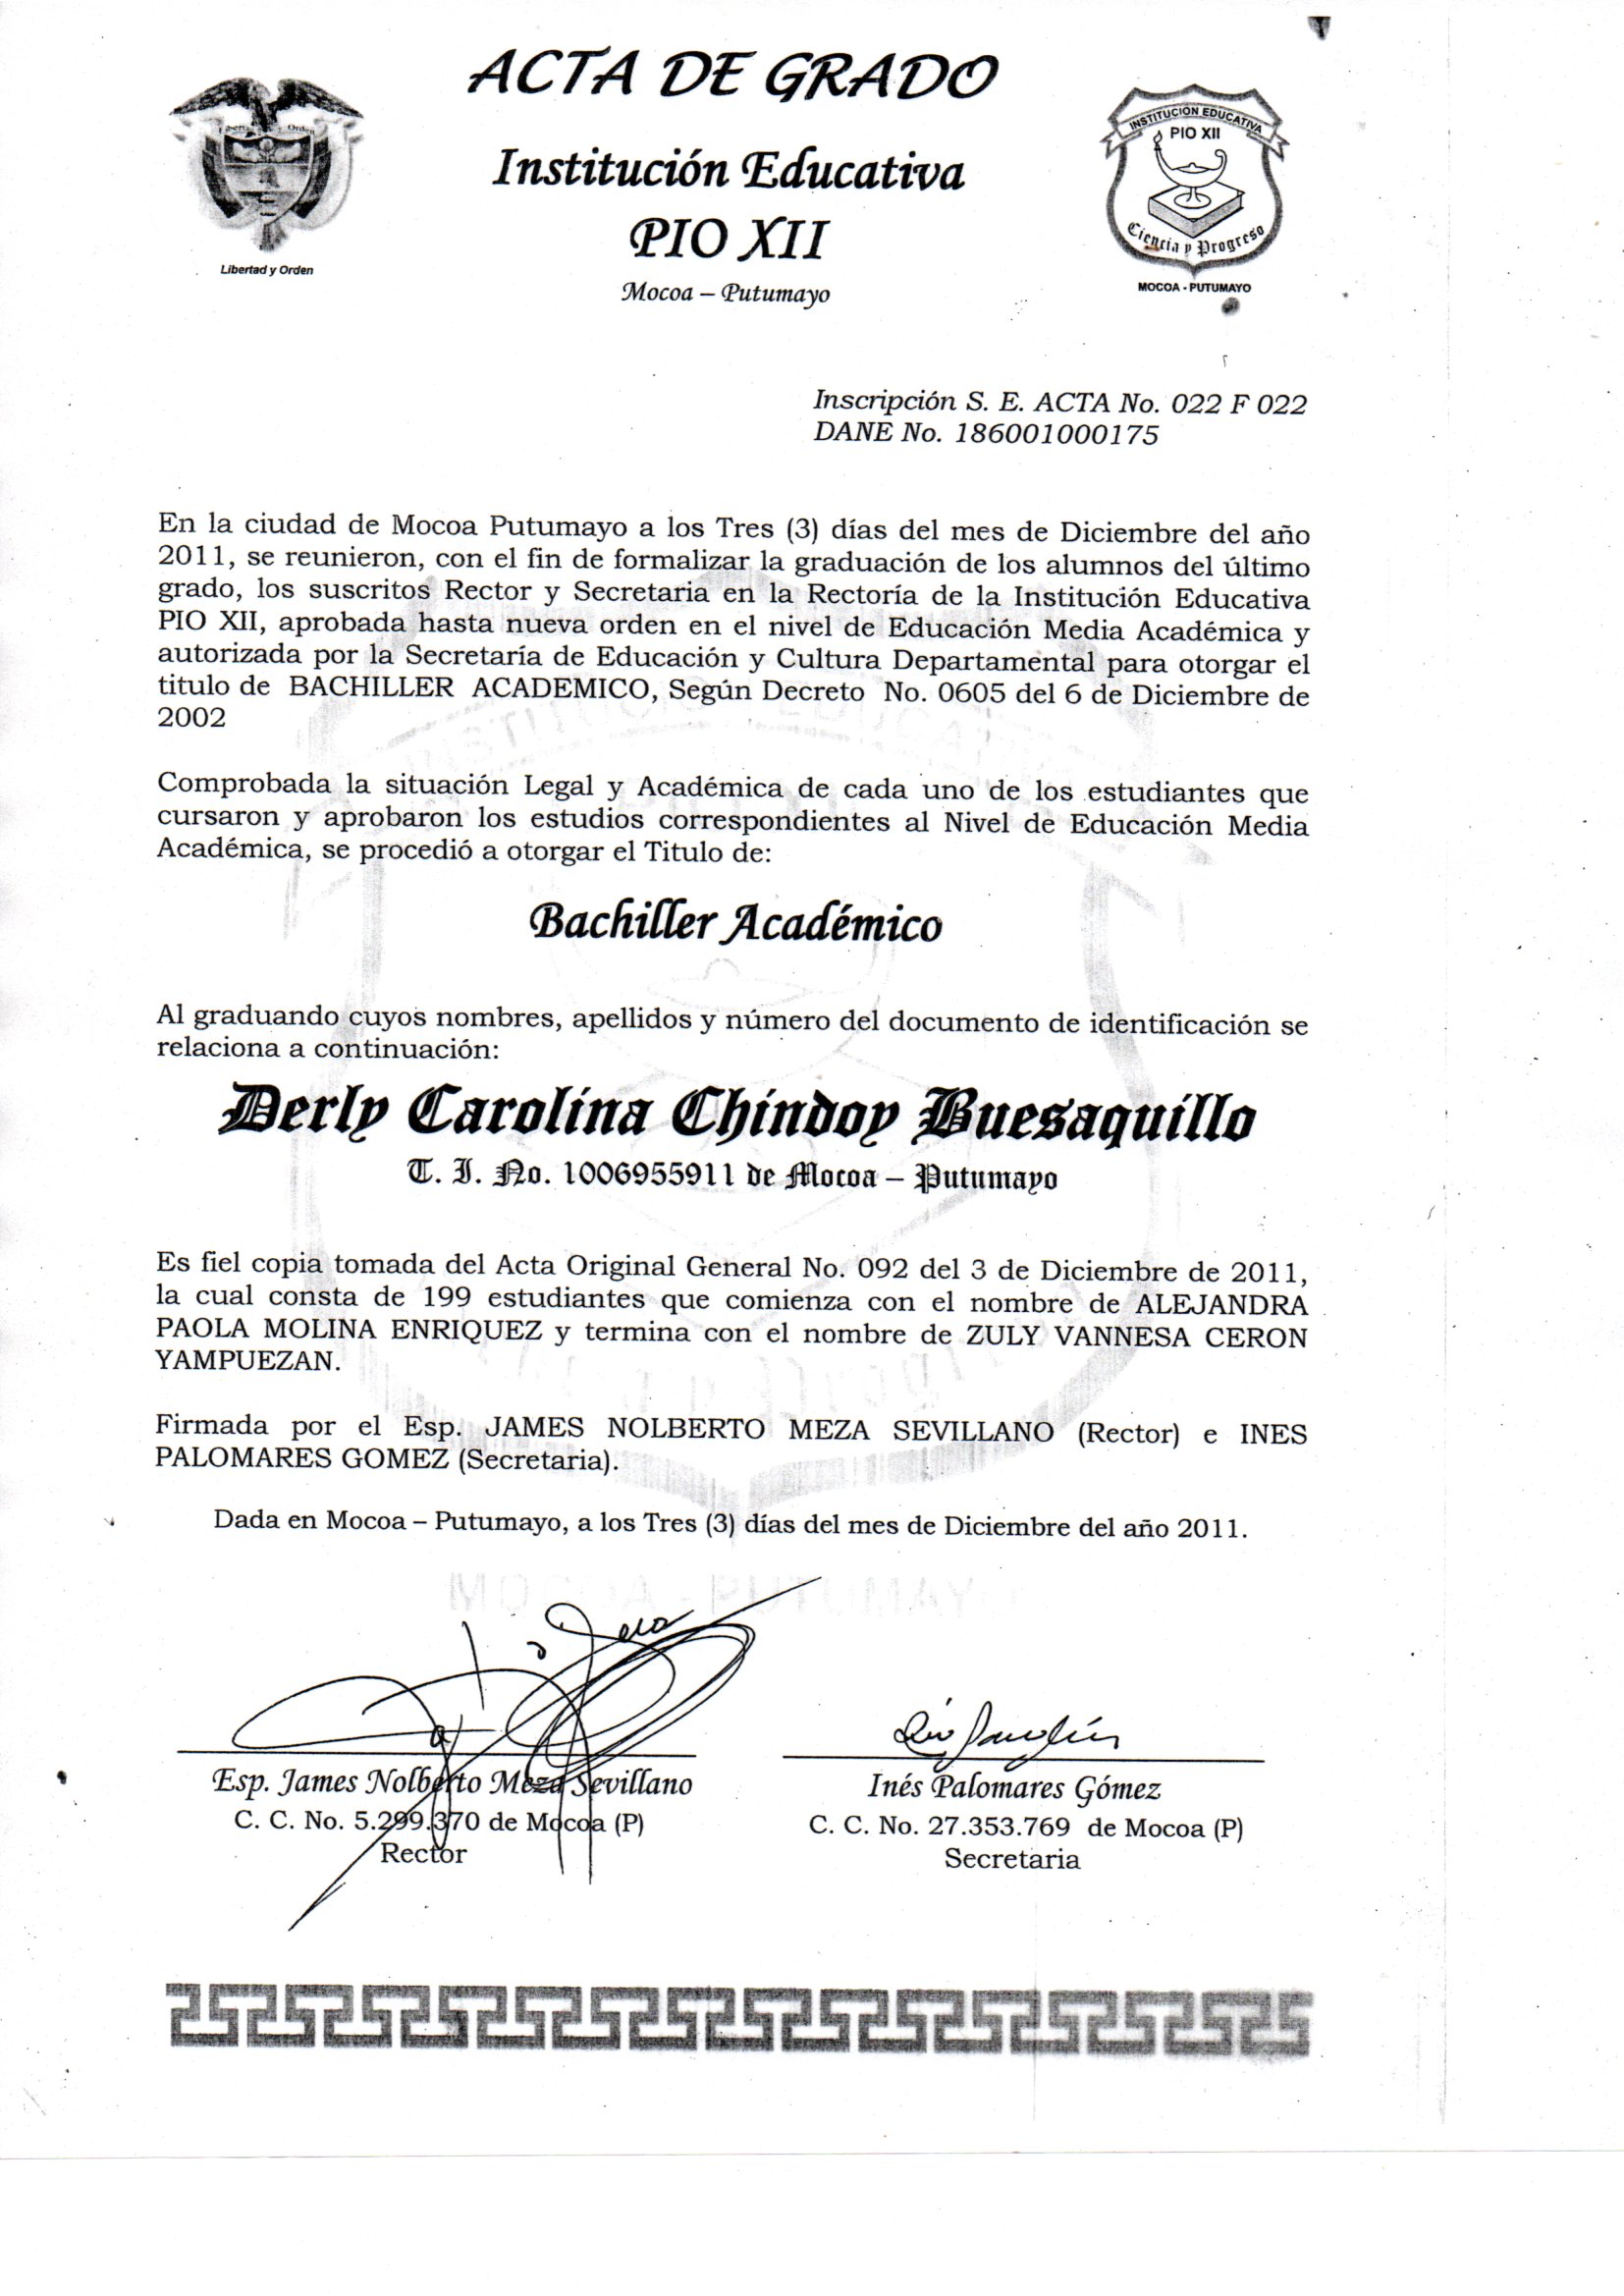 ACTA DE GRADO
Institución Educativa
PIO XII
Mocoa – Putumayo
Libertad y Orden
INSTITUCIÓN EDUCATIVA
PIO XII
Ciencia y Progreso
MOCOA - PUTUMAYO
Inscripción S. E. ACTA No. 022 F 022
DANE No. 186001000175
En la ciudad de Mocoa Putumayo a los Tres (3) días del mes de Diciembre del año
2011, se reunieron, con el fin de formalizar la graduación de los alumnos del último
grado, los suscritos Rector y Secretaria en la Rectoría de la Institución Educativa
PIO XII, aprobada hasta nueva orden en el nivel de Educación Media Académica y
autorizada por la Secretaría de Educación y Cultura Departamental para otorgar el
titulo de BACHILLER ACADEMICO, Según Decreto No. 0605 del 6 de Diciembre de
2002
Comprobada la situación Legal y Académica de cada uno de los estudiantes que
cursaron y aprobaron los estudios correspondientes al Nivel de Educación Media
Académica, se procedió a otorgar el Titulo de:
Bachiller Académico
Al graduando cuyos nombres, apellidos y número del documento de identificación se
relaciona a continuación:
Derly Carolina Chindoy Buesaquillo
T. I. No. 1006955911 de Mocoa – Putumayo
Es fiel copia tomada del Acta Original General No. 092 del 3 de Diciembre de 2011,
la cual consta de 199 estudiantes que comienza con el nombre de ALEJANDRA
PAOLA MOLINA ENRIQUEZ y termina con el nombre de ZULY VANNESA CERON
YAMPUEZAN.
Firmada por el Esp. JAMES NOLBERTO MEZA SEVILLANO (Rector) e INES
PALOMARES GOMEZ (Secretaria).
Dada en Mocoa – Putumayo, a los Tres (3) días del mes de Diciembre del año 2011.
MOCOA - PUTUMAYO
Esp. James Nolberto Meza Sevillano
C. C. No. 5.299.370 de Mocoa (P)
Rector
Inés Palomares Gómez
C. C. No. 27.353.769 de Mocoa (P)
Secretaria